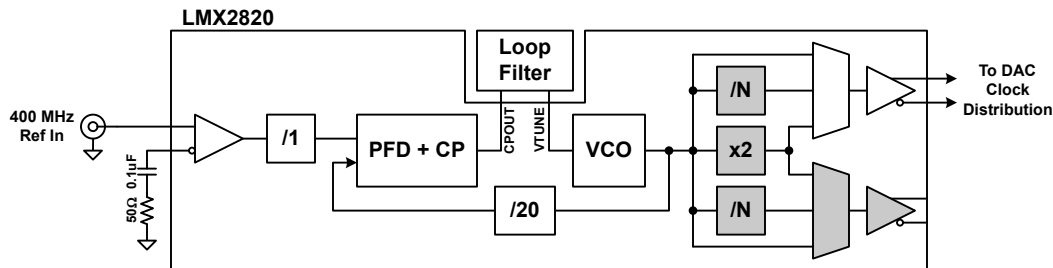 LMX2820
Loop
Filter
400 MHz
Ref In
/1
PFD + CP
CPOUT
VTUNE
VCO
/20
50Ω 0.1uF
/N
x2
/N
To DAC
Clock
Distribution